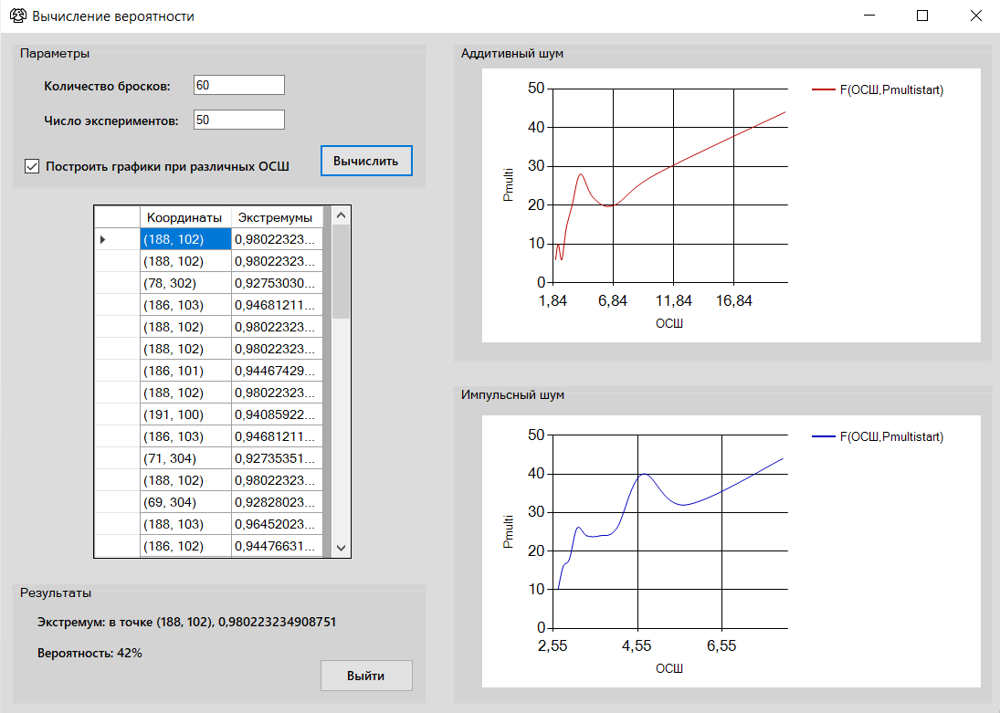 Вычисление вероятности
Параметры
Количество бросков: 60
Число экспериментов: 50
Построить графики при различных ОСШ
Вычислить
Координаты Экстремумы
(188, 102) 0,98022323...
(188, 102) 0,98022323...
(78, 302) 0,92753030...
(186, 103) 0,94681211...
(188, 102) 0,98022323...
(188, 102) 0,98022323...
(186, 101) 0,94467429...
(188, 102) 0,98022323...
(191, 100) 0,94085922...
(186, 103) 0,94681211...
(71, 304) 0,92735351...
(188, 102) 0,98022323...
(69, 304) 0,92828023...
(188, 103) 0,96452023...
(186, 102) 0,94476631...
Результаты
Экстремум: в точке (188, 102), 0,980223234908751
Вероятность: 42%
Выйти
Аддитивный шум
50
40
30
20
10
0
Pmulti
1,84 6,84 11,84 16,84
ОСШ
F(ОСШ,Pmultistart)
Импульсный шум
50
40
30
20
10
0
Pmulti
2,55 4,55 6,55
ОСШ
F(ОСШ,Pmultistart)